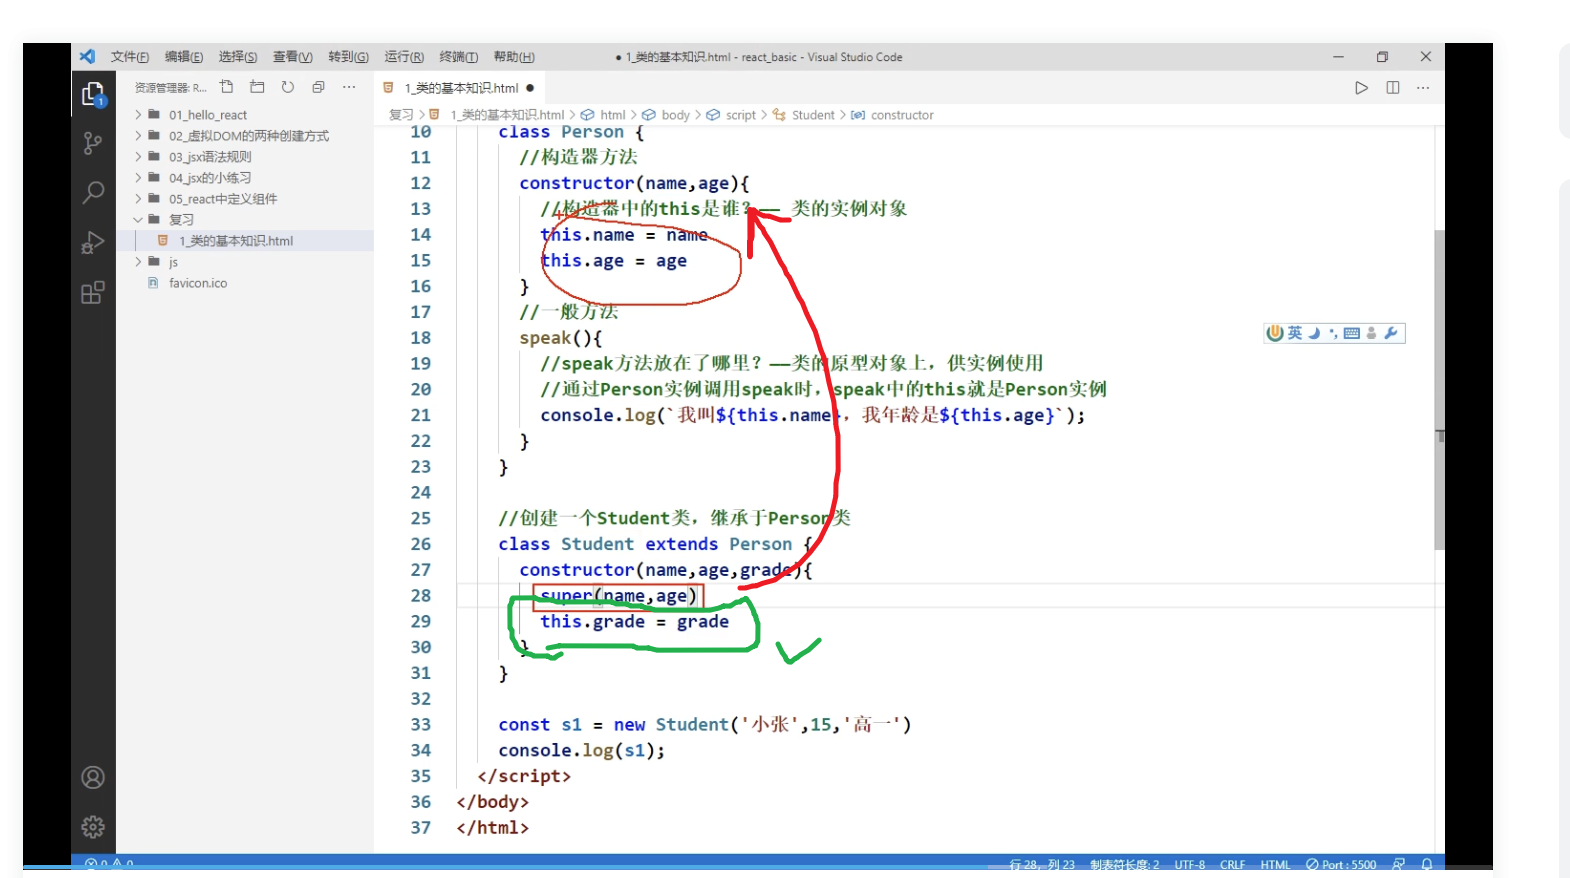 文件(F) 编辑(E) 选择(S) 查看(V) 转到(G) 运行(R) 终端(T) 帮助(H) ● 1_类的基本知识.html - react_basic - Visual Studio Code
资源管理器: R... 1_类的基本知识.html ●
复习 > 1_类的基本知识.html > html > body > script > Student > constructor
01_hello_react
02_虚拟DOM的两种创建方式
03_jsx语法规则
04_jsx的小练习
05_react中定义组件
复习
1_类的基本知识.html
js
favicon.ico
1
10 class Person {
11 //构造器方法
12 constructor(name,age){
13 //构造器中的this是谁？—— 类的实例对象
14 this.name = name
15 this.age = age
16 }
17 //一般方法
18 speak(){
19 //speak方法放在了哪里？——类的原型对象上，供实例使用
20 //通过Person实例调用speak时，speak中的this就是Person实例
21 console.log(`我叫${this.name}，我年龄是${this.age}`);
22 }
23 }
24
25 //创建一个Student类，继承于Person类
26 class Student extends Person {
27 constructor(name,age,grade){
28 super(name,age)
29 this.grade = grade
30 }
31 }
32
33 const s1 = new Student('小张',15,'高一')
34 console.log(s1);
35 </script>
36 </body>
37 </html>
英
0 0 行 28，列 23 制表符长度: 2 UTF-8 CRLF HTML Port : 5500